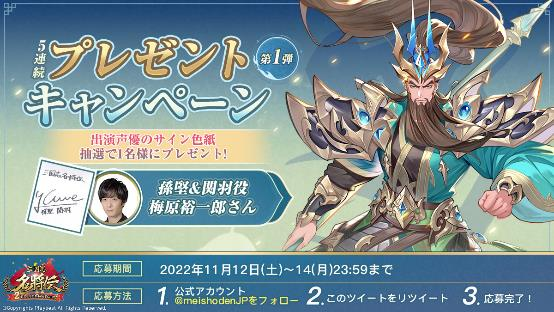 5連続
プレゼント
第1弾
キャンペーン
出演声優のサイン色紙
抽選で1名様にプレゼント!
孫堅&関羽役
梅原裕一郎さん
名将伝
応募期間
2022年11月12日(土)~14(月)23:59まで
応募方法
1. 公式アカウント
@meishodenJPをフォロー
2. このツイートをリツイート
3. 応募完了!
©Copyrights Playbest All Rights Reserved.